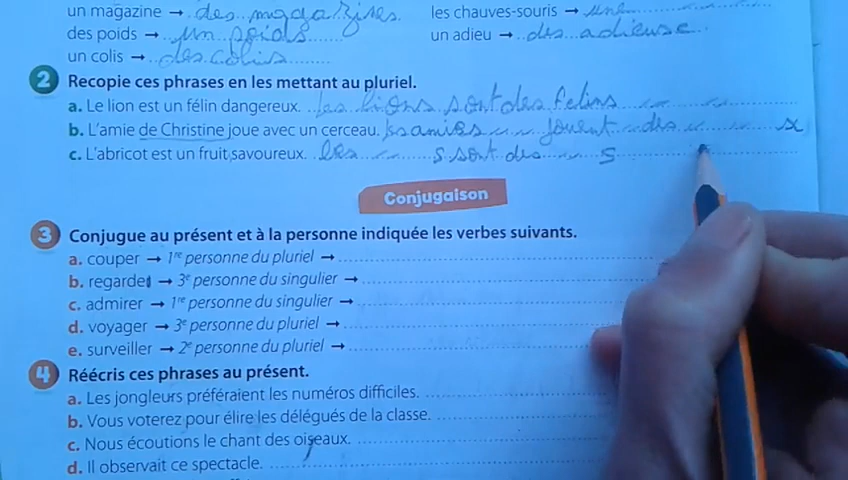 un magazine → des magazines.
les chauves-souris → une
des poids → un poids
un adieu → des
un colis → des colis
2 Recopie ces phrases en les mettant au pluriel.
a. Le lion est un félin dangereux. les lions sont des felins
b. L'amie de Christine joue avec un cerceau. jouent des x
c. L'abricot est un fruit savoureux. les s sont des s
Conjugaison
3 Conjugue au présent et à la personne indiquée les verbes suivants.
a. couper → 1re personne du pluriel →
b. regarder → 3e personne du singulier →
c. admirer → 1re personne du singulier →
d. voyager → 3e personne du pluriel →
e. surveiller → 2e personne du pluriel →
4 Réécris ces phrases au présent.
a. Les jongleurs préféraient les numéros difficiles.
b. Vous voterez pour élire les délégués de la classe.
c. Nous écoutions le chant des oiseaux.
d. Il observait ce spectacle.